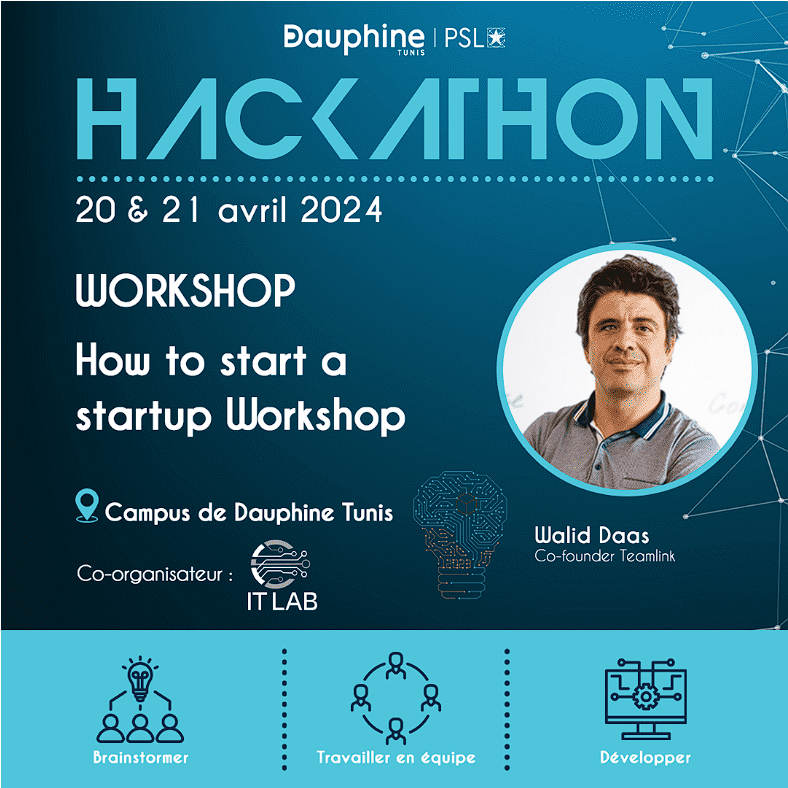 Dauphine | PSL
TUNIS
HACKATHON
20 & 21 avril 2024
WORKSHOP
How to start a
startup Workshop
Campus de Dauphine Tunis
Walid Daas
Co-founder Teamlink
Co-organisateur :
IT LAB
Brainstormer
Travailler en équipe
Développer